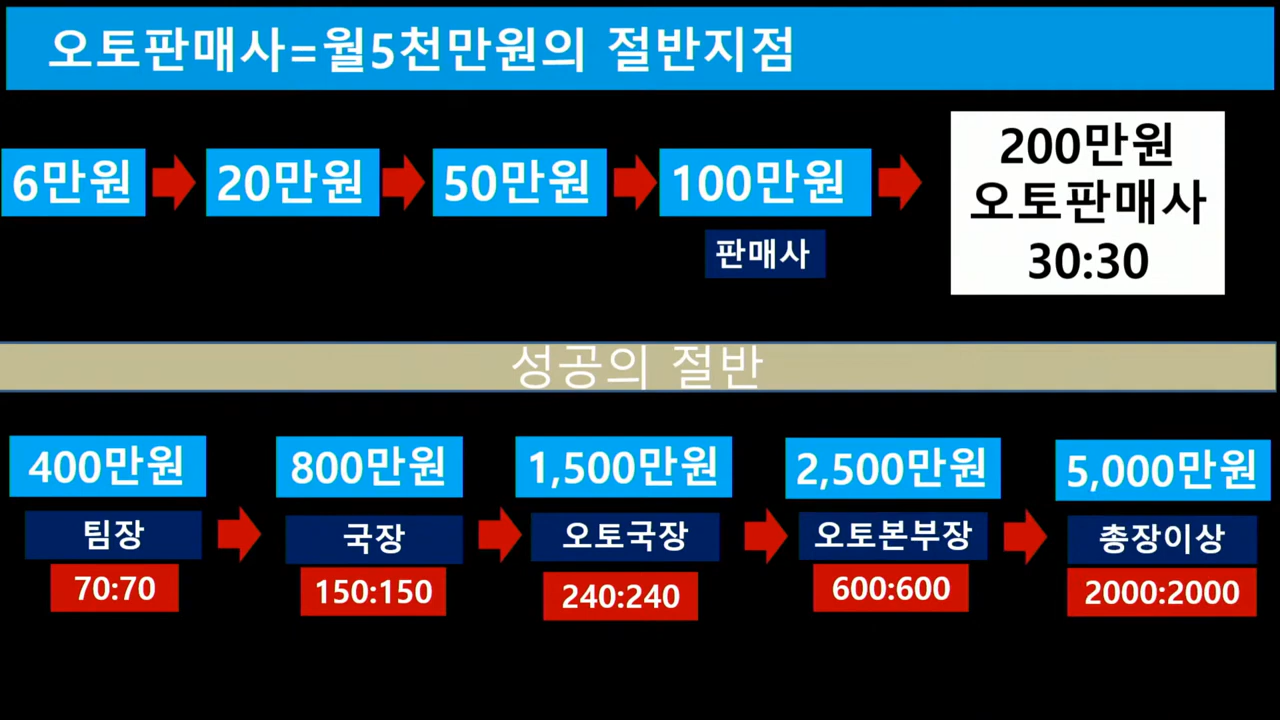 오토판매사=월5천만원의 절반지점
6만원
20만원
50만원
100만원
판매사
200만원
오토판매사
30:30
성공의 절반
400만원
팀장
70:70
800만원
국장
150:150
1,500만원
오토국장
240:240
2,500만원
오토본부장
600:600
5,000만원
총장이상
2000:2000